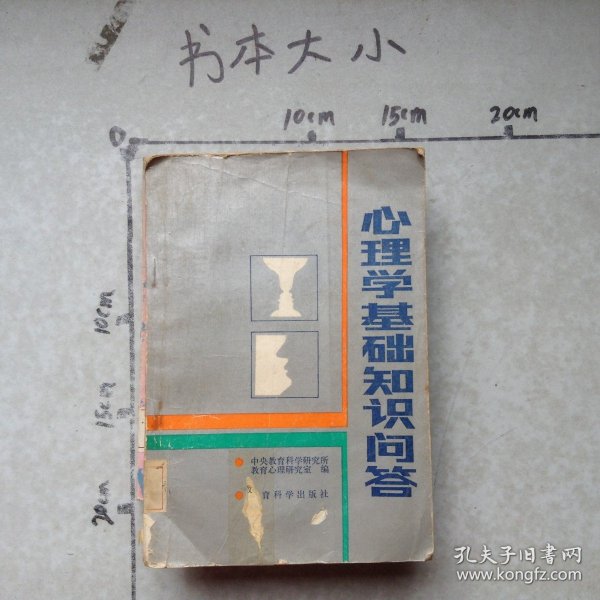 书本大小
0
10cm
15cm
20cm
10cm
15cm
20cm
心理学基础知识问答
中央教育科学研究所
教育心理研究室 编
教育科学出版社
孔夫子旧书网
www.kongfz.com